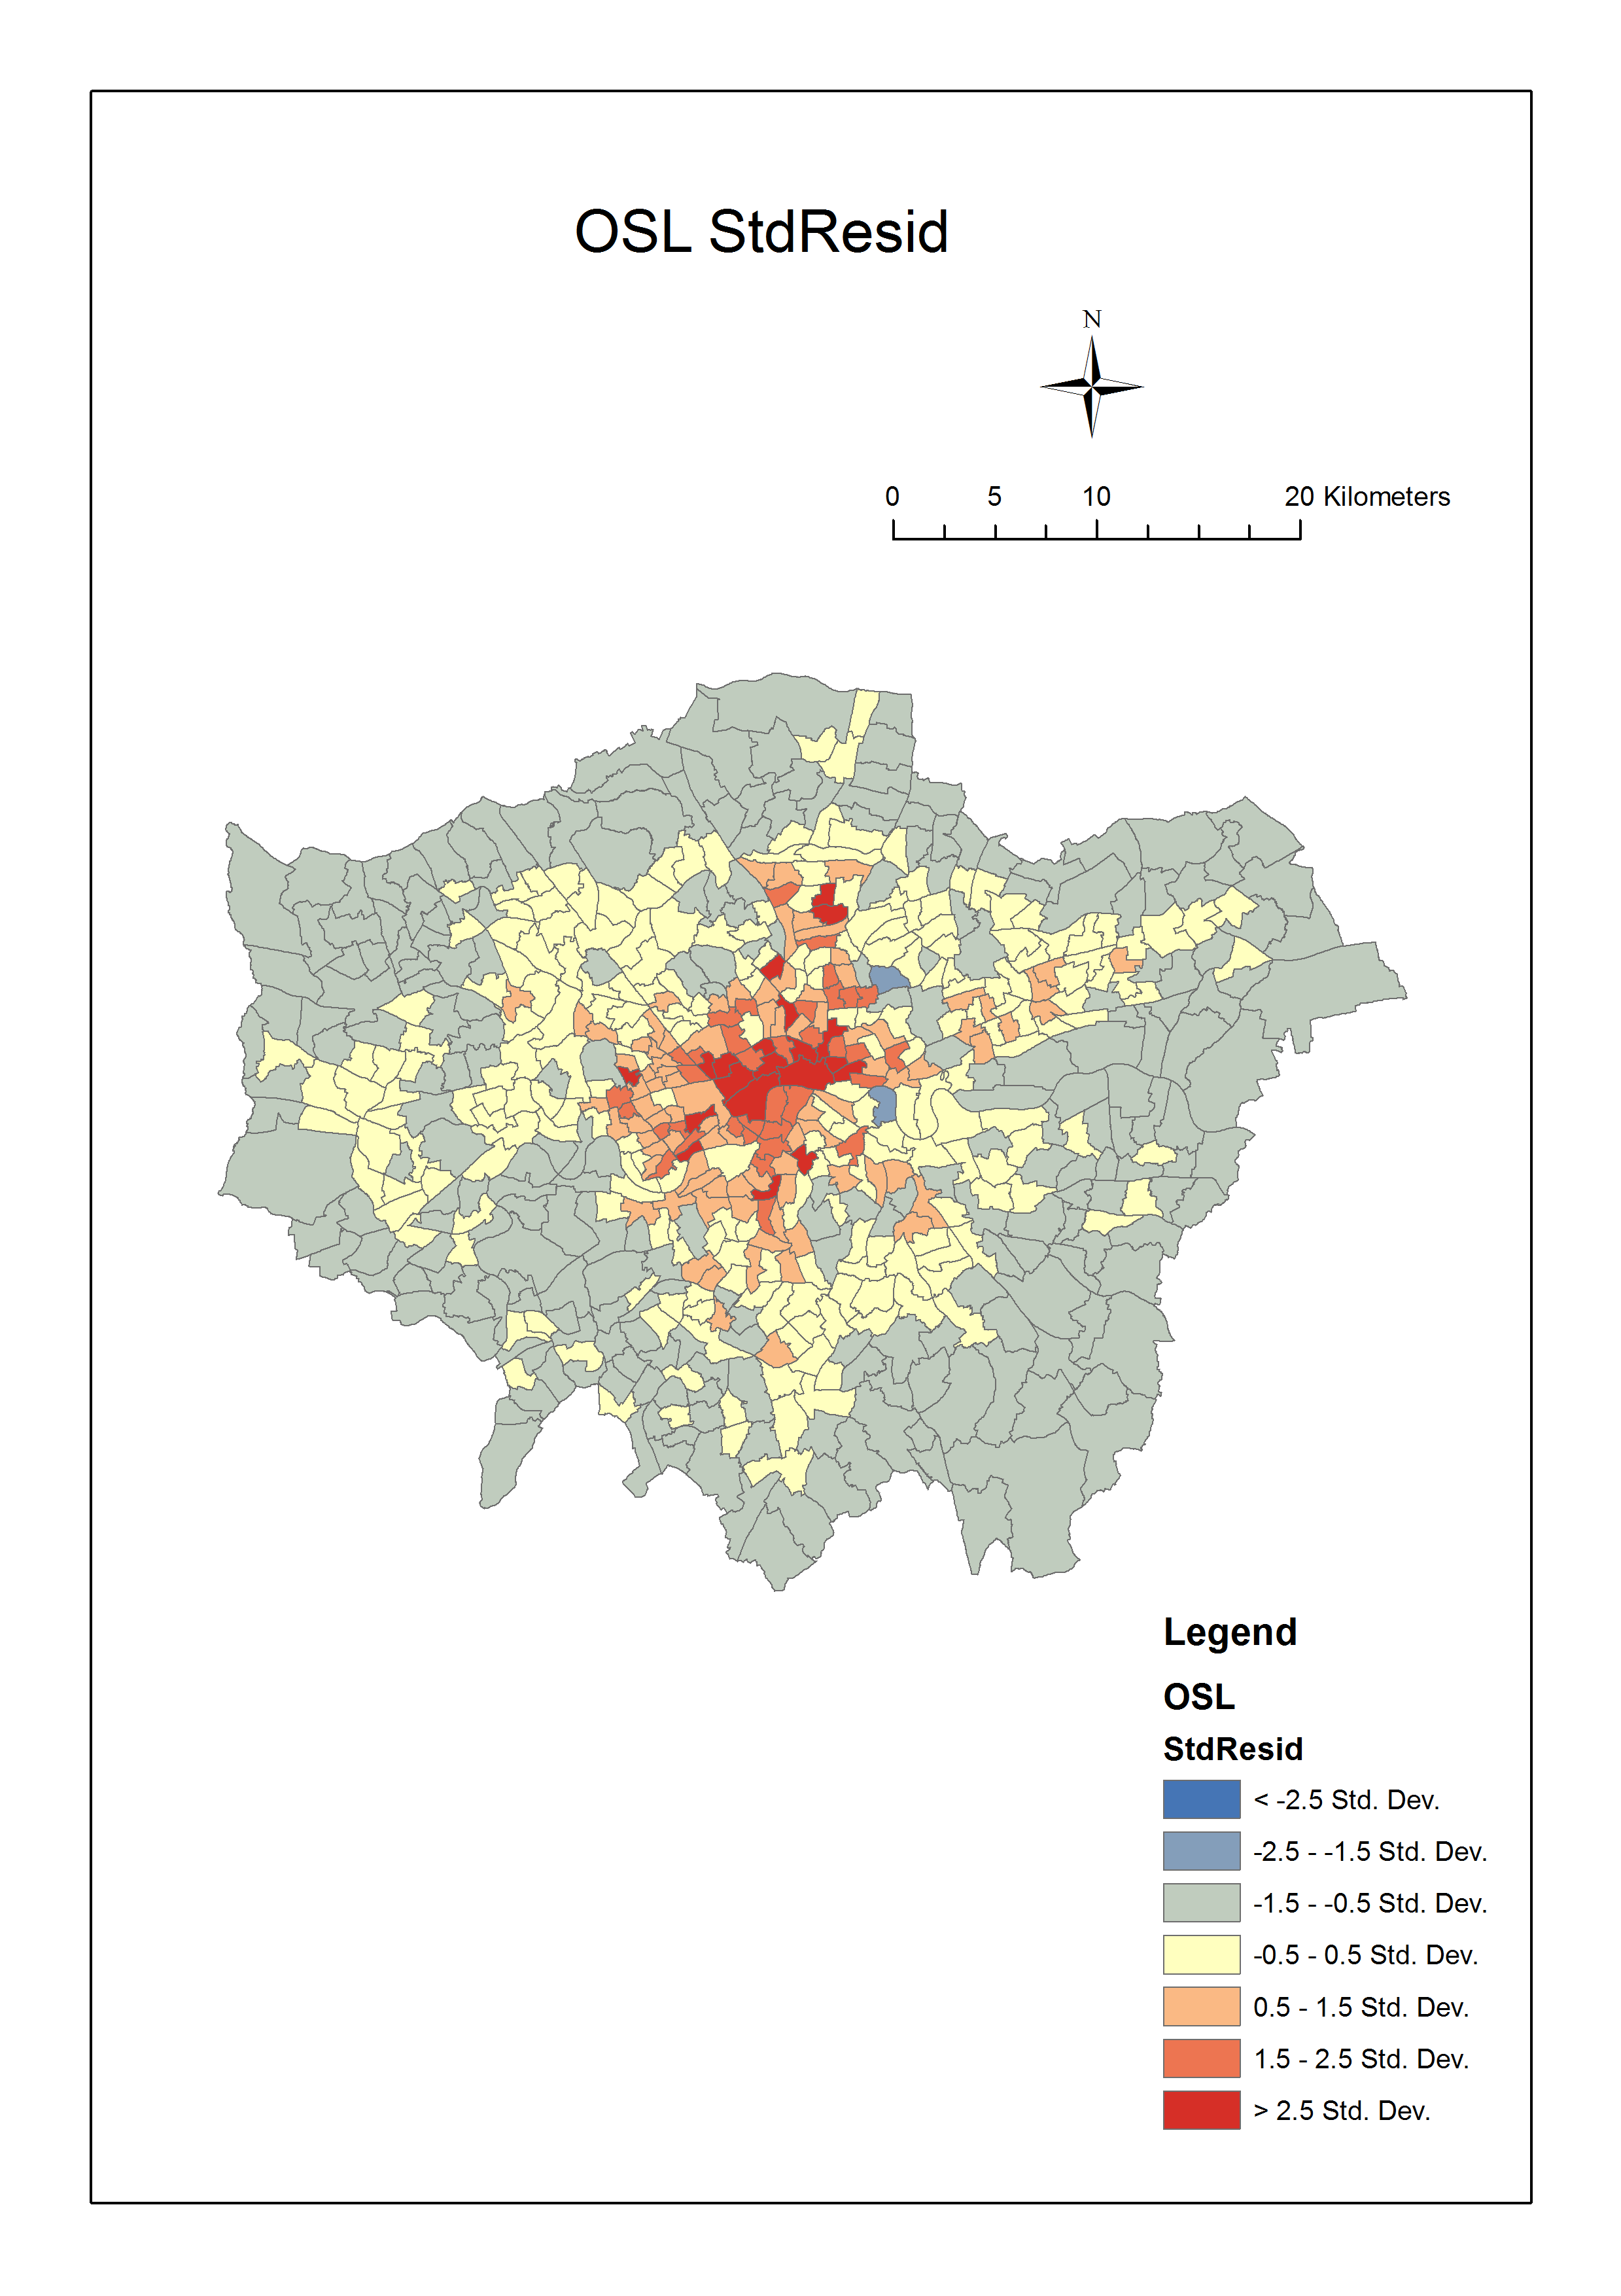 OSL StdResid
N
0 5 10 20 Kilometers
Legend
OSL
StdResid
< -2.5 Std. Dev.
-2.5 - -1.5 Std. Dev.
-1.5 - -0.5 Std. Dev.
-0.5 - 0.5 Std. Dev.
0.5 - 1.5 Std. Dev.
1.5 - 2.5 Std. Dev.
> 2.5 Std. Dev.